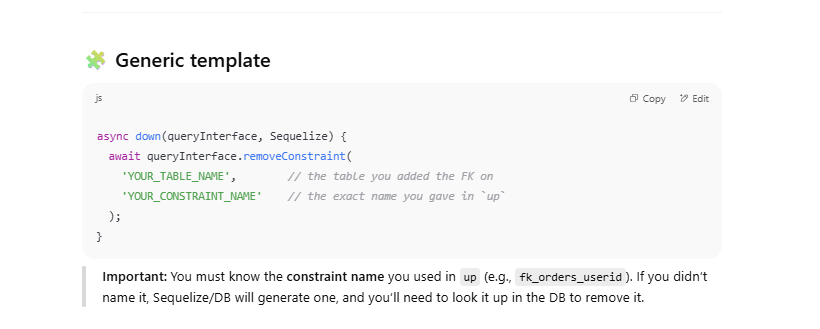 Generic template
js
Copy
Edit
async down(queryInterface, Sequelize) {
await queryInterface.removeConstraint(
'YOUR_TABLE_NAME', // the table you added the FK on
'YOUR_CONSTRAINT_NAME' // the exact name you gave in `up`
);
}
Important: You must know the constraint name you used in up (e.g., fk_orders_userid). If you didn’t
name it, Sequelize/DB will generate one, and you’ll need to look it up in the DB to remove it.